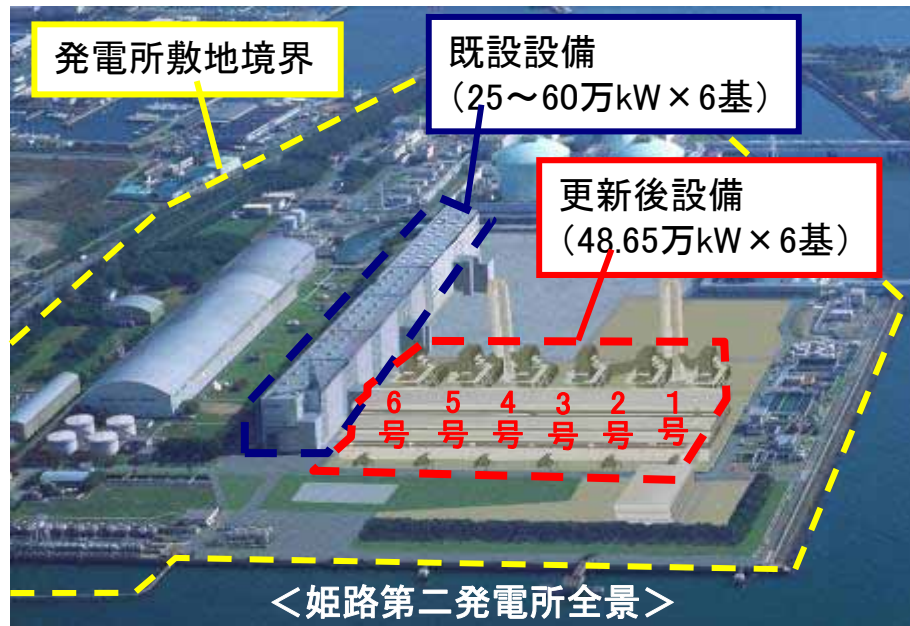 発電所敷地境界
既設設備
（25～60万kW×6基）
更新後設備
（48.65万kW×6基）
6号
5号
4号
3号
2号
1号
＜姫路第二発電所全景＞